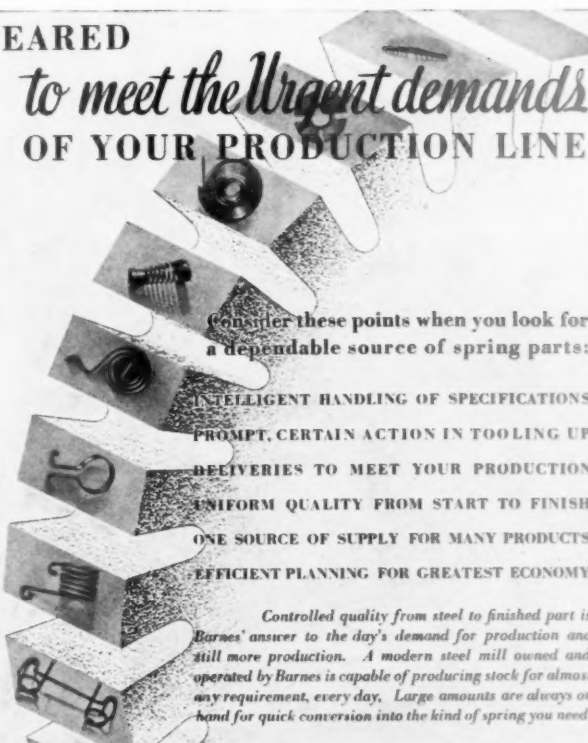 EARED
to meet the Urgent demands
OF YOUR PRODUCTION LINE
Consider these points when you look for
a dependable source of spring parts:
INTELLIGENT HANDLING OF SPECIFICATIONS
PROMPT, CERTAIN ACTION IN TOOLING UP
DELIVERIES TO MEET YOUR PRODUCTION
UNIFORM QUALITY FROM START TO FINISH
ONE SOURCE OF SUPPLY FOR MANY PRODUCTS
EFFICIENT PLANNING FOR GREATEST ECONOMY
Controlled quality from steel to finished part i
Barnes' answer to the day's demand for production and
still more production. A modern steel mill owned and
operated by Barnes is capable of producing stock for almos
any requirement, every day, Large amounts are always o
hand for quick conversion into the kind of spring you need